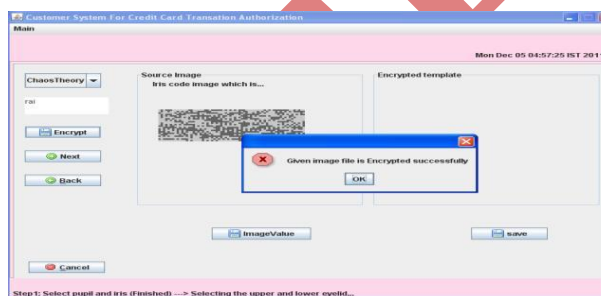 Customer System For Credit Card Transation Authorization
Main
Mon Dec 05 04:57:25 IST 201
ChaosTheory
Source Image
Encrypted template
Iris code image which is...
rai
Encrypt
Given image file is Encrypted successfully
Next
OK
Back
ImageValue
save
Cancel
Step1: Select pupil and iris (Finished) ---> Selecting the upper and lower eyelid...